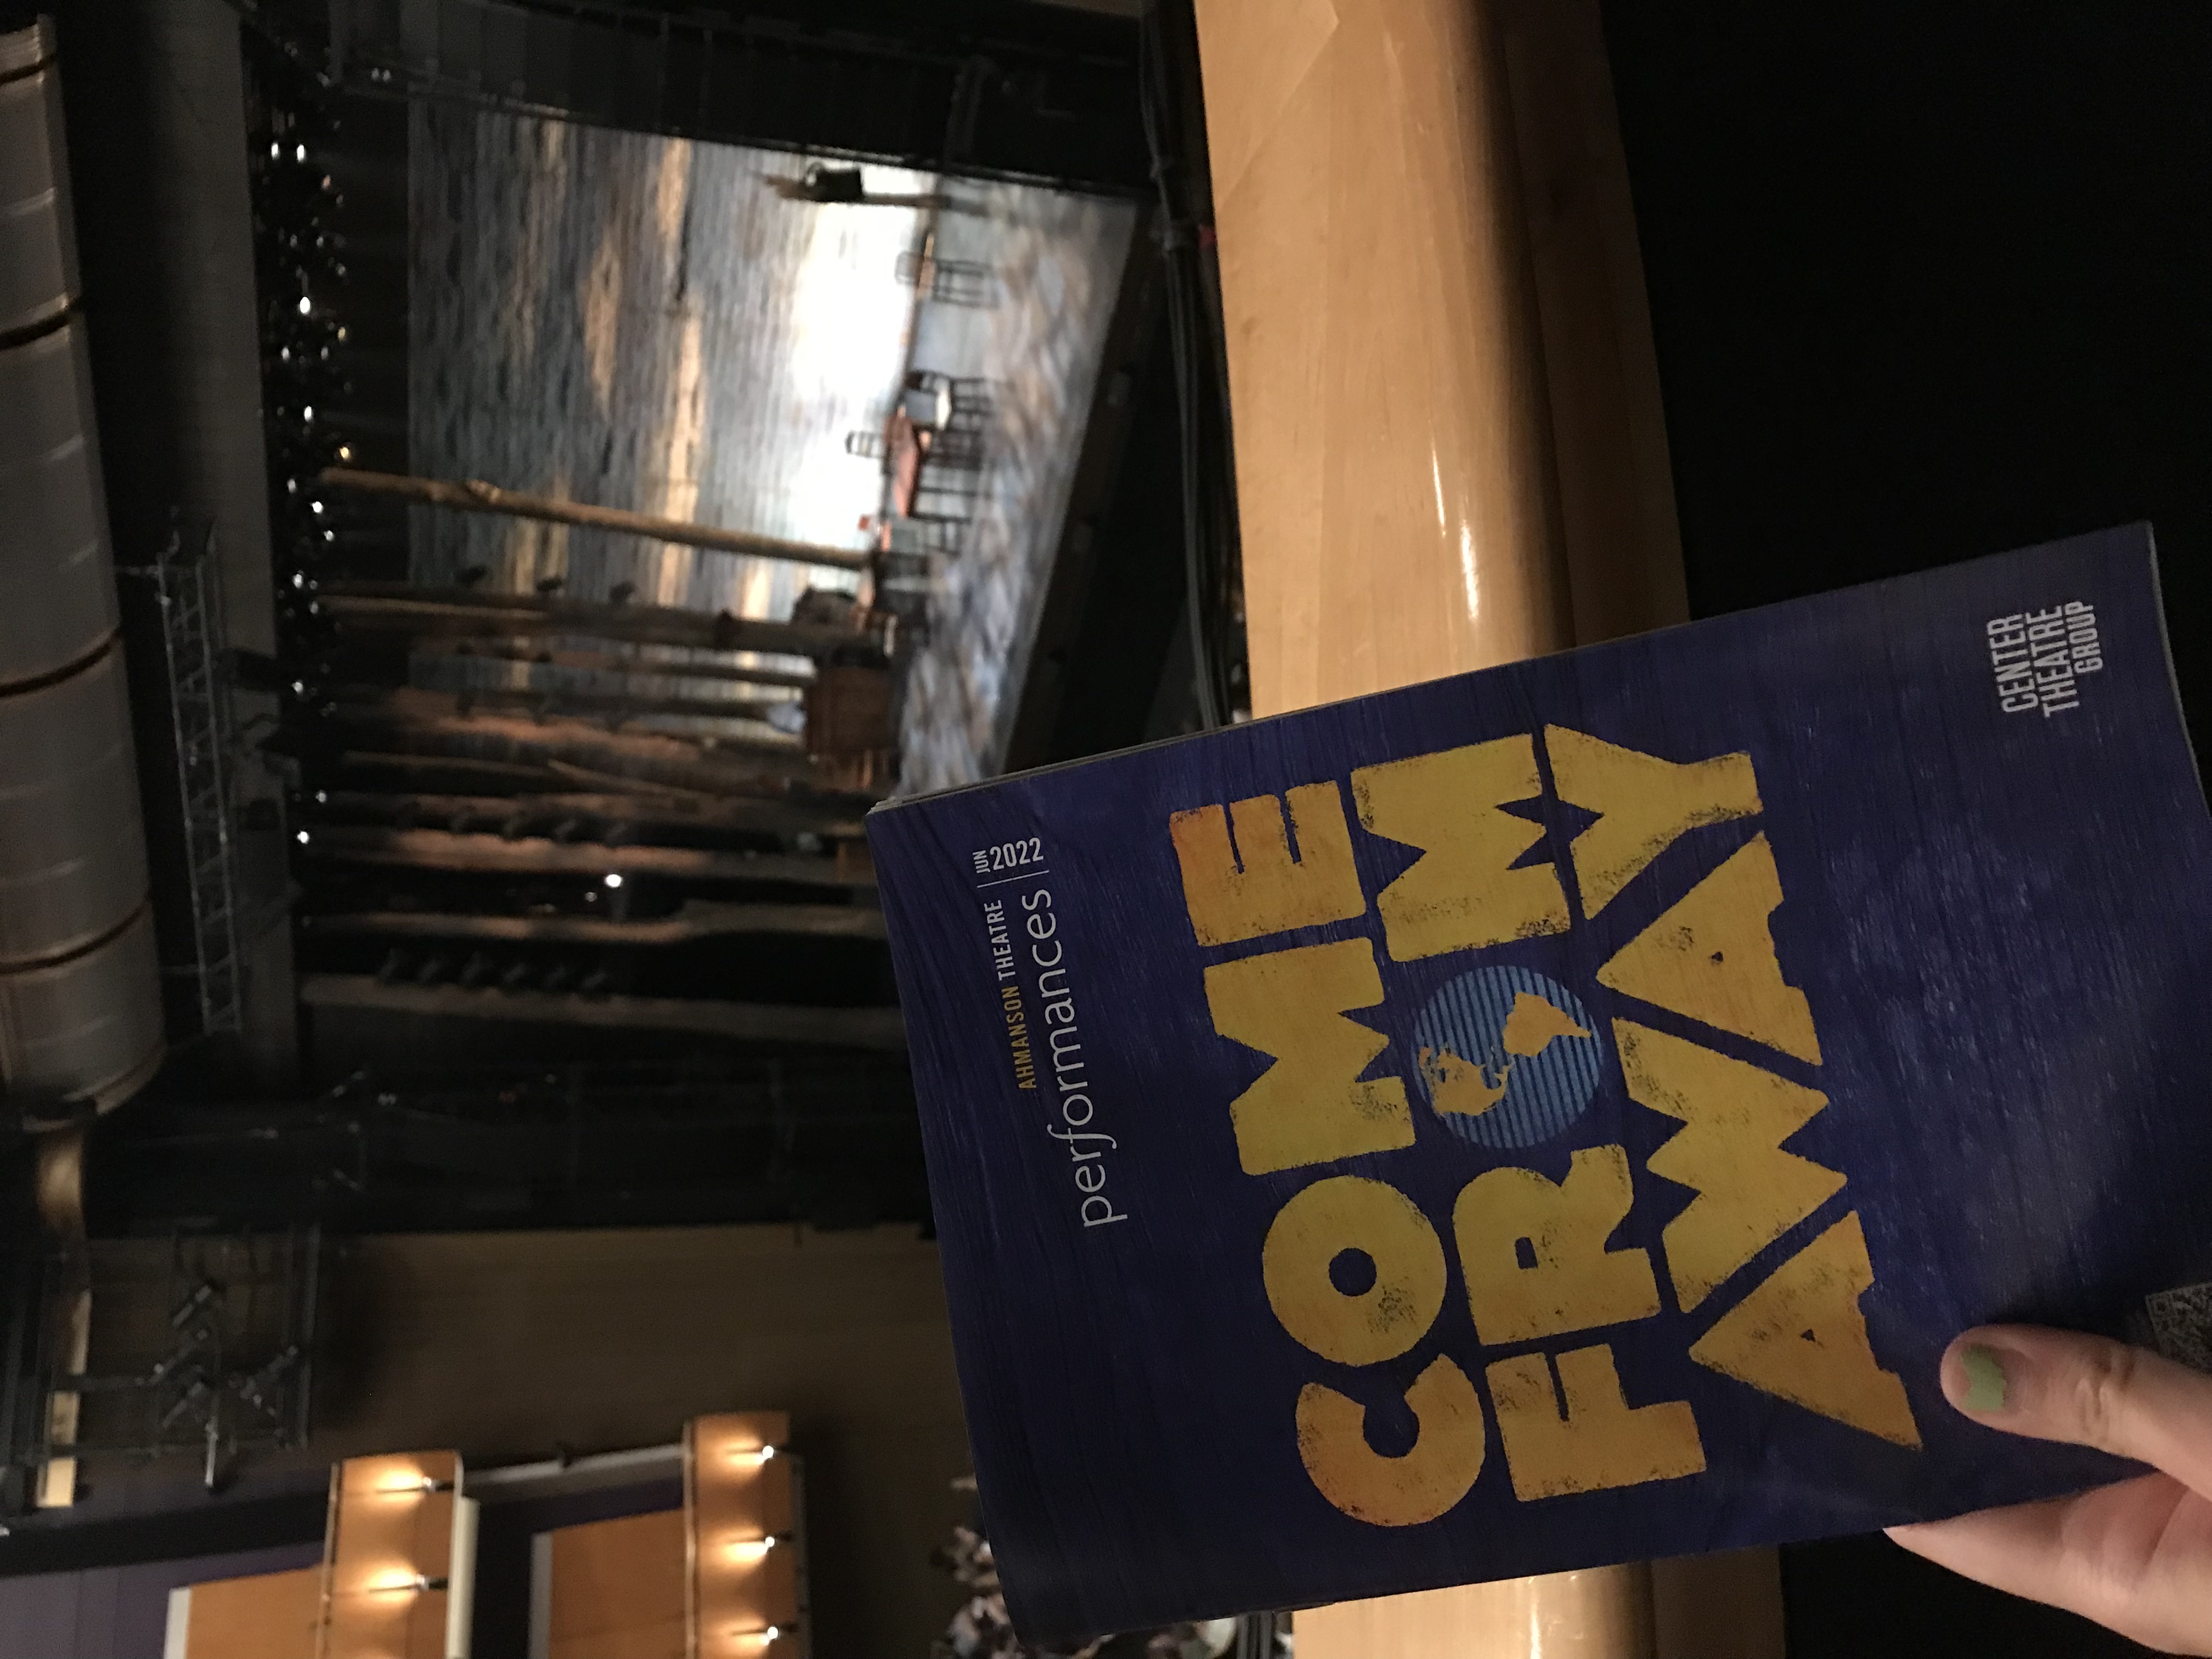 AHMANSON THEATRE
performances
JUN
2022
COME
FROM
AWAY
CENTER
THEATRE
GROUP